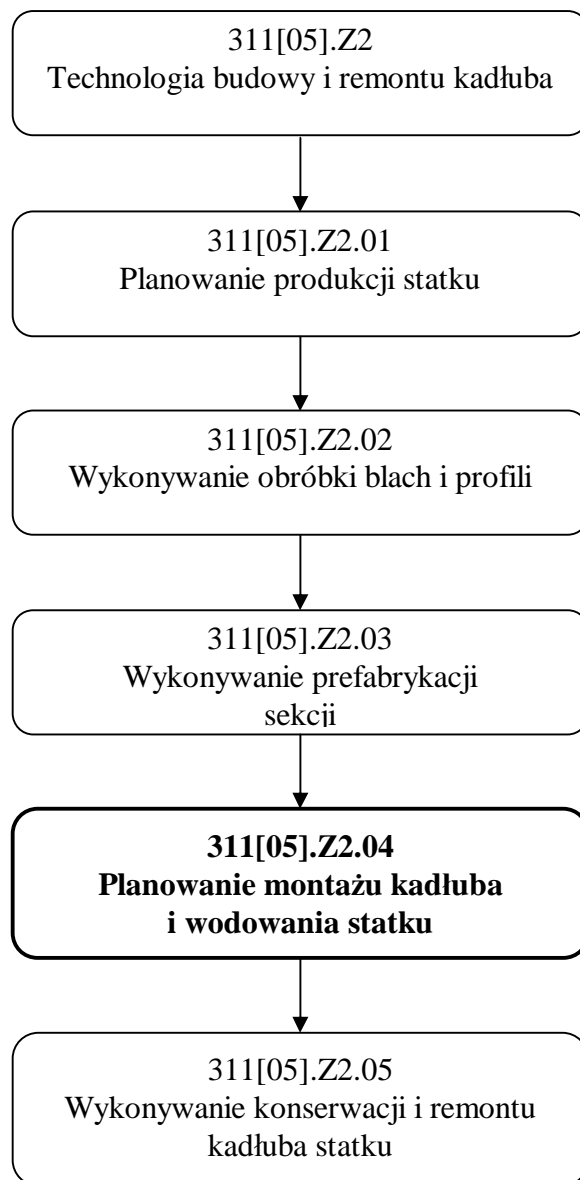 311[05].Z2
Technologia budowy i remontu kadłuba
311[05].Z2.01
Planowanie produkcji statku
311[05].Z2.02
Wykonywanie obróbki blach i profili
311[05].Z2.03
Wykonywanie prefabrykacji
sekcji
311[05].Z2.04
Planowanie montażu kadłuba
i wodowania statku
311[05].Z2.05
Wykonywanie konserwacji i remontu
kadłuba statku